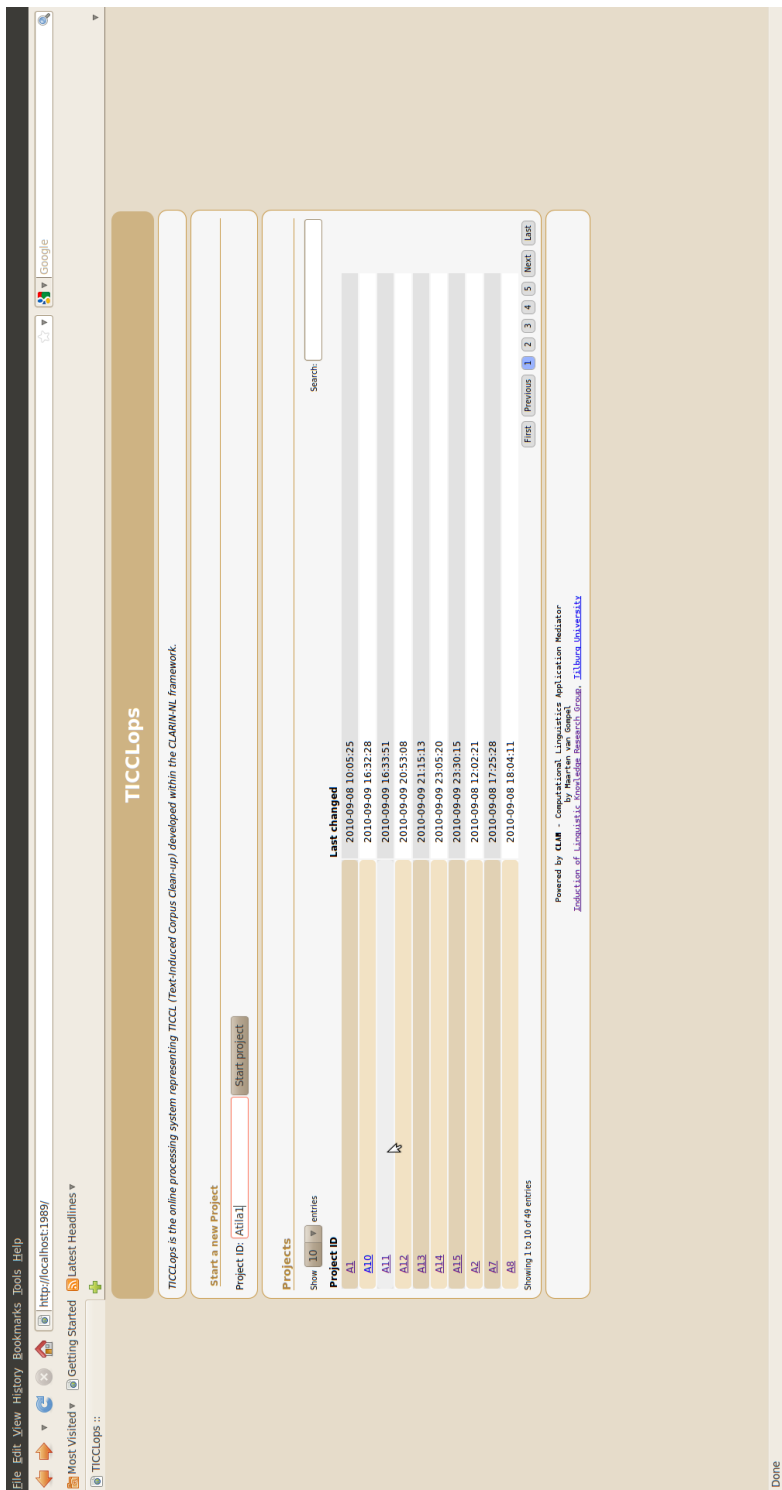 File Edit View History Bookmarks Tools Help
http://localhost:1989/
Google
Most Visited Getting Started Latest Headlines
TICCLops ::
TICCLops
TICCLops is the online processing system representing TICCL (Text-Induced Corpus Clean-up) developed within the CLARIN-NL framework.
Start a new Project
Project ID: Atila1 Start project
Projects
Show 10 entries Search:
Project ID Last changed
A1 2010-09-08 10:05:25
A10 2010-09-09 16:32:28
A11 2010-09-09 16:33:51
A12 2010-09-09 20:53:08
A13 2010-09-09 21:15:13
A14 2010-09-09 23:05:20
A15 2010-09-09 23:30:15
A2 2010-09-08 12:02:21
A7 2010-09-08 17:25:28
A8 2010-09-08 18:04:11
Showing 1 to 10 of 49 entries First Previous 1 2 3 4 5 Next Last
Powered by CLAM - Computational Linguistics Application Mediator
by Maarten van Gompel
Induction of Linguistic Knowledge Research Group, Tilburg University
Done